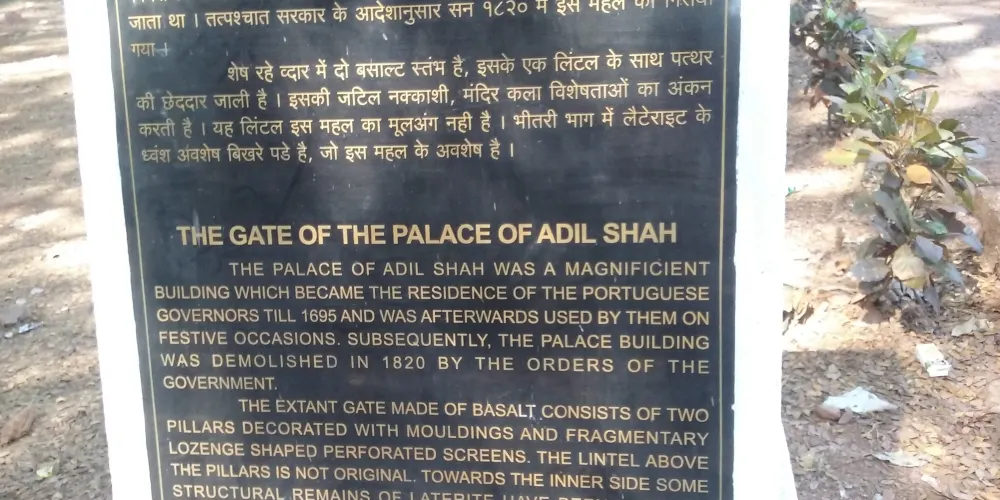 जाता था । तत्पश्चात सरकार के आदेशानुसार सन १८२० में इस महल को गिराया
गया ।
शेष रहे व्दार में दो बसाल्ट स्तंभ है, इसके एक लिंटल के साथ पत्थर
की छेददार जाली है । इसकी जटिल नक्काशी, मंदिर कला विशेषताओं का अंकन
करती है । यह लिंटल इस महल का मूलअंग नही है । भीतरी भाग में लैटेराइट के
ध्वंश अवशेष बिखरे पडे है, जो इस महल के अवशेष है ।
THE GATE OF THE PALACE OF ADIL SHAH
THE PALACE OF ADIL SHAH WAS A MAGNIFICIENT
BUILDING WHICH BECAME THE RESIDENCE OF THE PORTUGUESE
GOVERNORS TILL 1695 AND WAS AFTERWARDS USED BY THEM ON
FESTIVE OCCASIONS. SUBSEQUENTLY, THE PALACE BUILDING
WAS DEMOLISHED IN 1820 BY THE ORDERS OF THE
GOVERNMENT.
THE EXTANT GATE MADE OF BASALT CONSISTS OF TWO
PILLARS DECORATED WITH MOULDINGS AND FRAGMENTARY
LOZENGE SHAPED PERFORATED SCREENS. THE LINTEL ABOVE
THE PILLARS IS NOT ORIGINAL. TOWARDS THE INNER SIDE SOME
STRUCTURAL REMAINS OF LATERITE HAVE